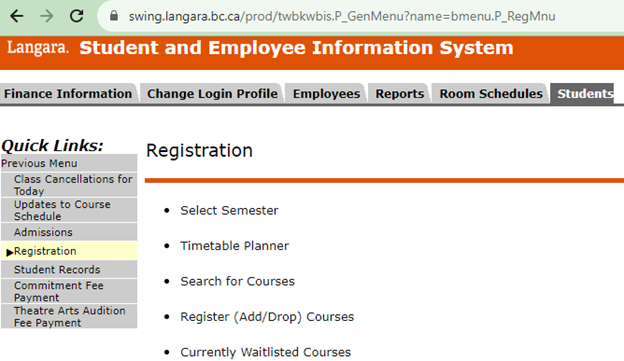 swing.langara.bc.ca/prod/twbkwbis.P_GenMenu?name=bmenu.P_RegMnu
Langara. Student and Employee Information System
Finance Information Change Login Profile Employees Reports Room Schedules Students
Quick Links:
Previous Menu
Class Cancellations for
Today
Updates to Course
Schedule
Admissions
Registration
Student Records
Commitment Fee
Payment
Theatre Arts Audition
Fee Payment
Registration
Select Semester
Timetable Planner
Search for Courses
Register (Add/Drop) Courses
Currently Waitlisted Courses